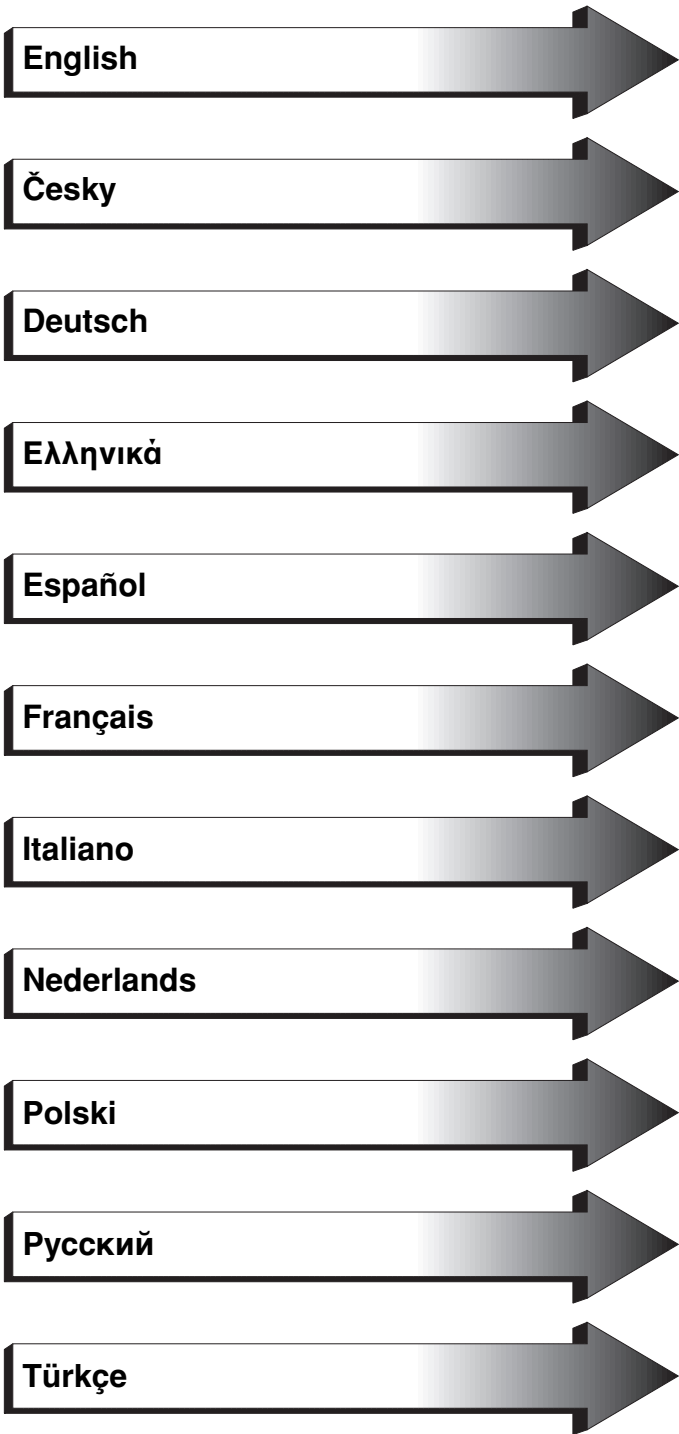 English
Česky
Deutsch
Ελληνικά
Español
Français
Italiano
Nederlands
Polski
Русский
Türkçe